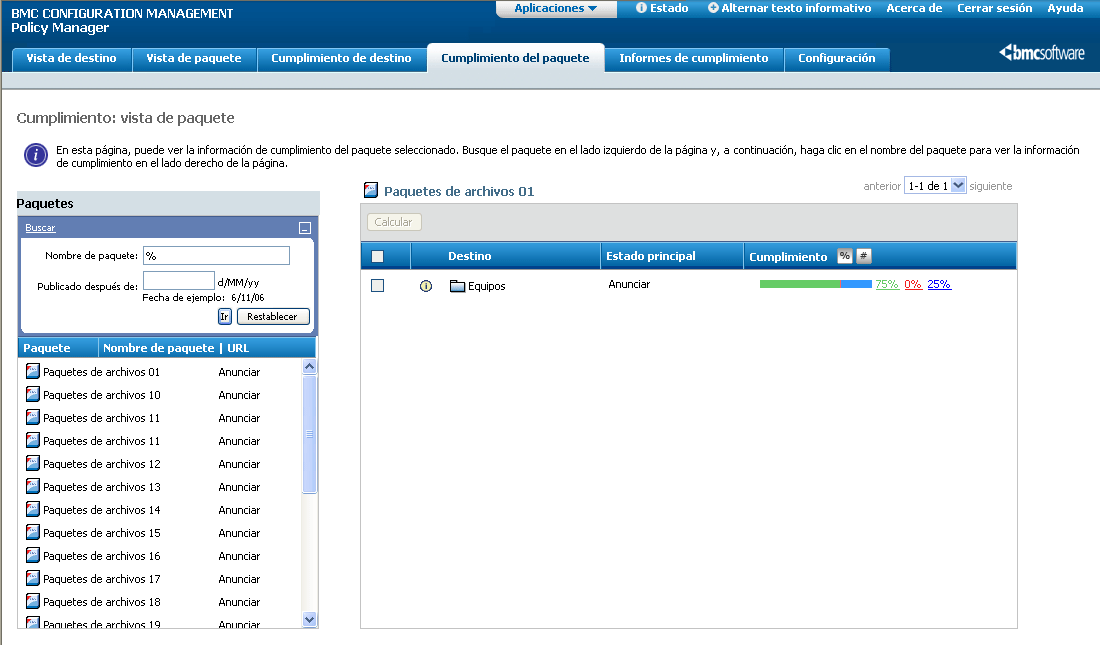 BMC CONFIGURATION MANAGEMENT
Policy Manager
Aplicaciones
Estado
Alternar texto informativo
Acerca de
Cerrar sesión
Ayuda
Vista de destino
Vista de paquete
Cumplimiento de destino
Cumplimiento del paquete
Informes de cumplimiento
Configuración
bmcsoftware
Cumplimiento: vista de paquete
En esta página, puede ver la información de cumplimiento del paquete seleccionado. Busque el paquete en el lado izquierdo de la página y, a continuación, haga clic en el nombre del paquete para ver la información
de cumplimiento en el lado derecho de la página.
Paquetes
Buscar
Nombre de paquete: %
Publicado después de: d/MM/yy
Fecha de ejemplo: 6/11/06
Ir
Restablecer
Paquete
Nombre de paquete | URL
Paquetes de archivos 01 Anunciar
Paquetes de archivos 10 Anunciar
Paquetes de archivos 11 Anunciar
Paquetes de archivos 11 Anunciar
Paquetes de archivos 12 Anunciar
Paquetes de archivos 13 Anunciar
Paquetes de archivos 14 Anunciar
Paquetes de archivos 15 Anunciar
Paquetes de archivos 16 Anunciar
Paquetes de archivos 17 Anunciar
Paquetes de archivos 18 Anunciar
Paquetes de archivos 19 Anunciar
Paquetes de archivos 01
anterior 1-1 de 1 siguiente
Calcular
Destino
Estado principal
Cumplimiento % #
Equipos
Anunciar
75% 0% 25%